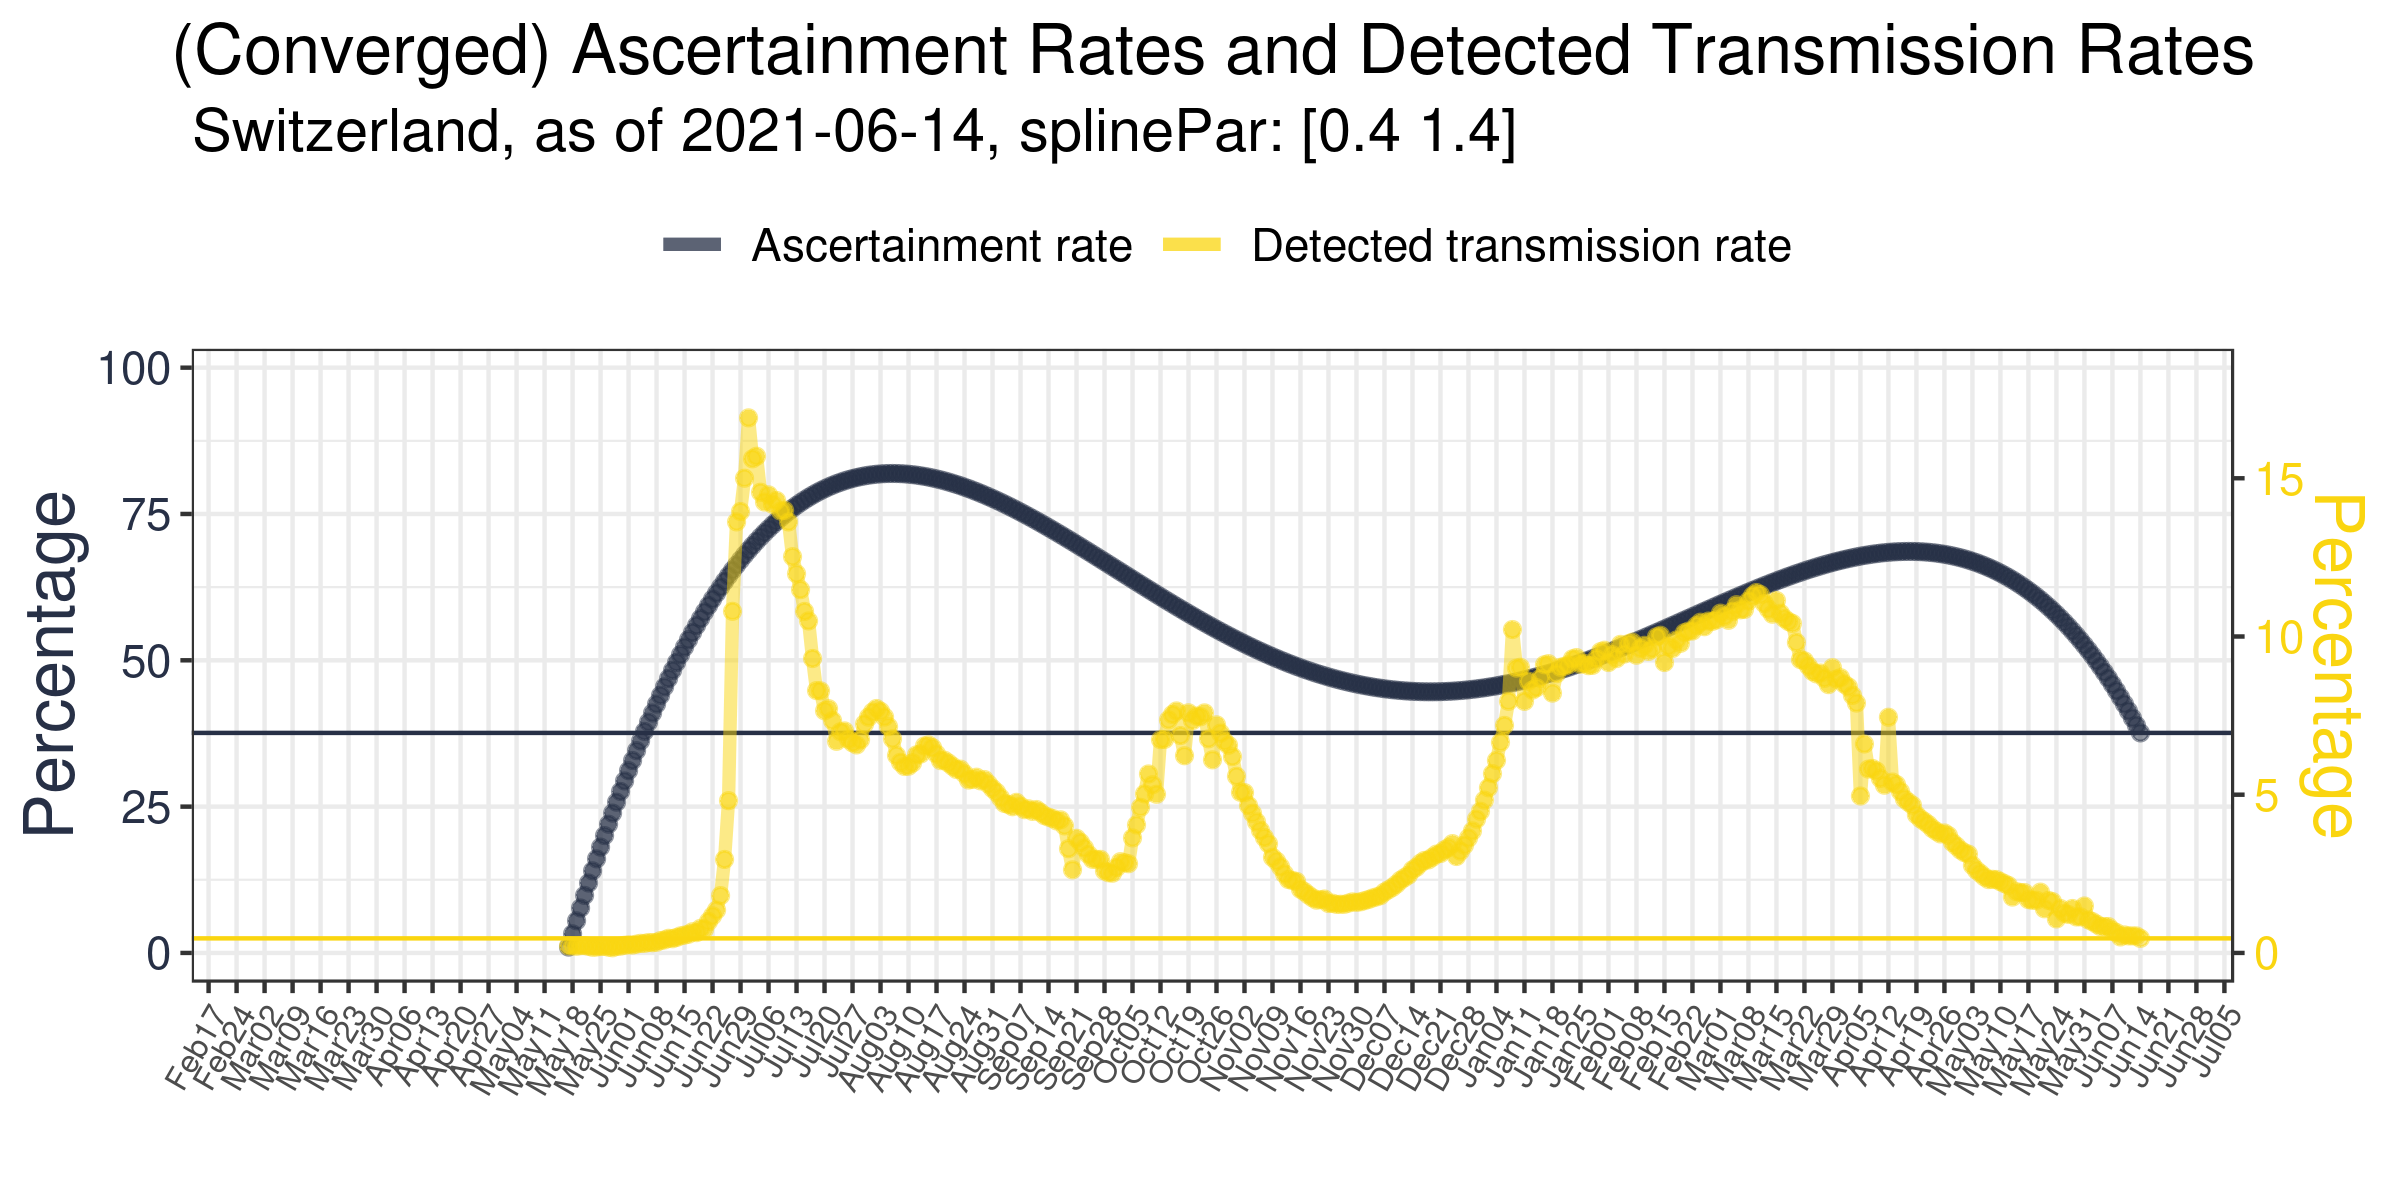 (Converged) Ascertainment Rates and Detected Transmission Rates
Switzerland, as of 2021-06-14, splinePar: [0.4 1.4]
Ascertainment rate Detected transmission rate
Percentage
100
75
50
25
0
15
10
5
0
Percentage
Feb17 Feb24 Mar02 Mar09 Mar16 Mar23 Mar30 Apr06 Apr13 Apr20 Apr27 May04 May11 May18 May25 Jun01 Jun08 Jun15 Jun22 Jun29 Jul06 Jul13 Jul20 Jul27 Aug03 Aug10 Aug17 Aug24 Aug31 Sep07 Sep14 Sep21 Sep28 Oct05 Oct12 Oct19 Oct26 Nov02 Nov09 Nov16 Nov23 Nov30 Dec07 Dec14 Dec21 Dec28 Jan04 Jan11 Jan18 Jan25 Feb01 Feb08 Feb15 Feb22 Mar01 Mar08 Mar15 Mar22 Mar29 Apr05 Apr12 Apr19 Apr26 May03 May10 May17 May24 May31 Jun07 Jun14 Jun21 Jun28 Jul05